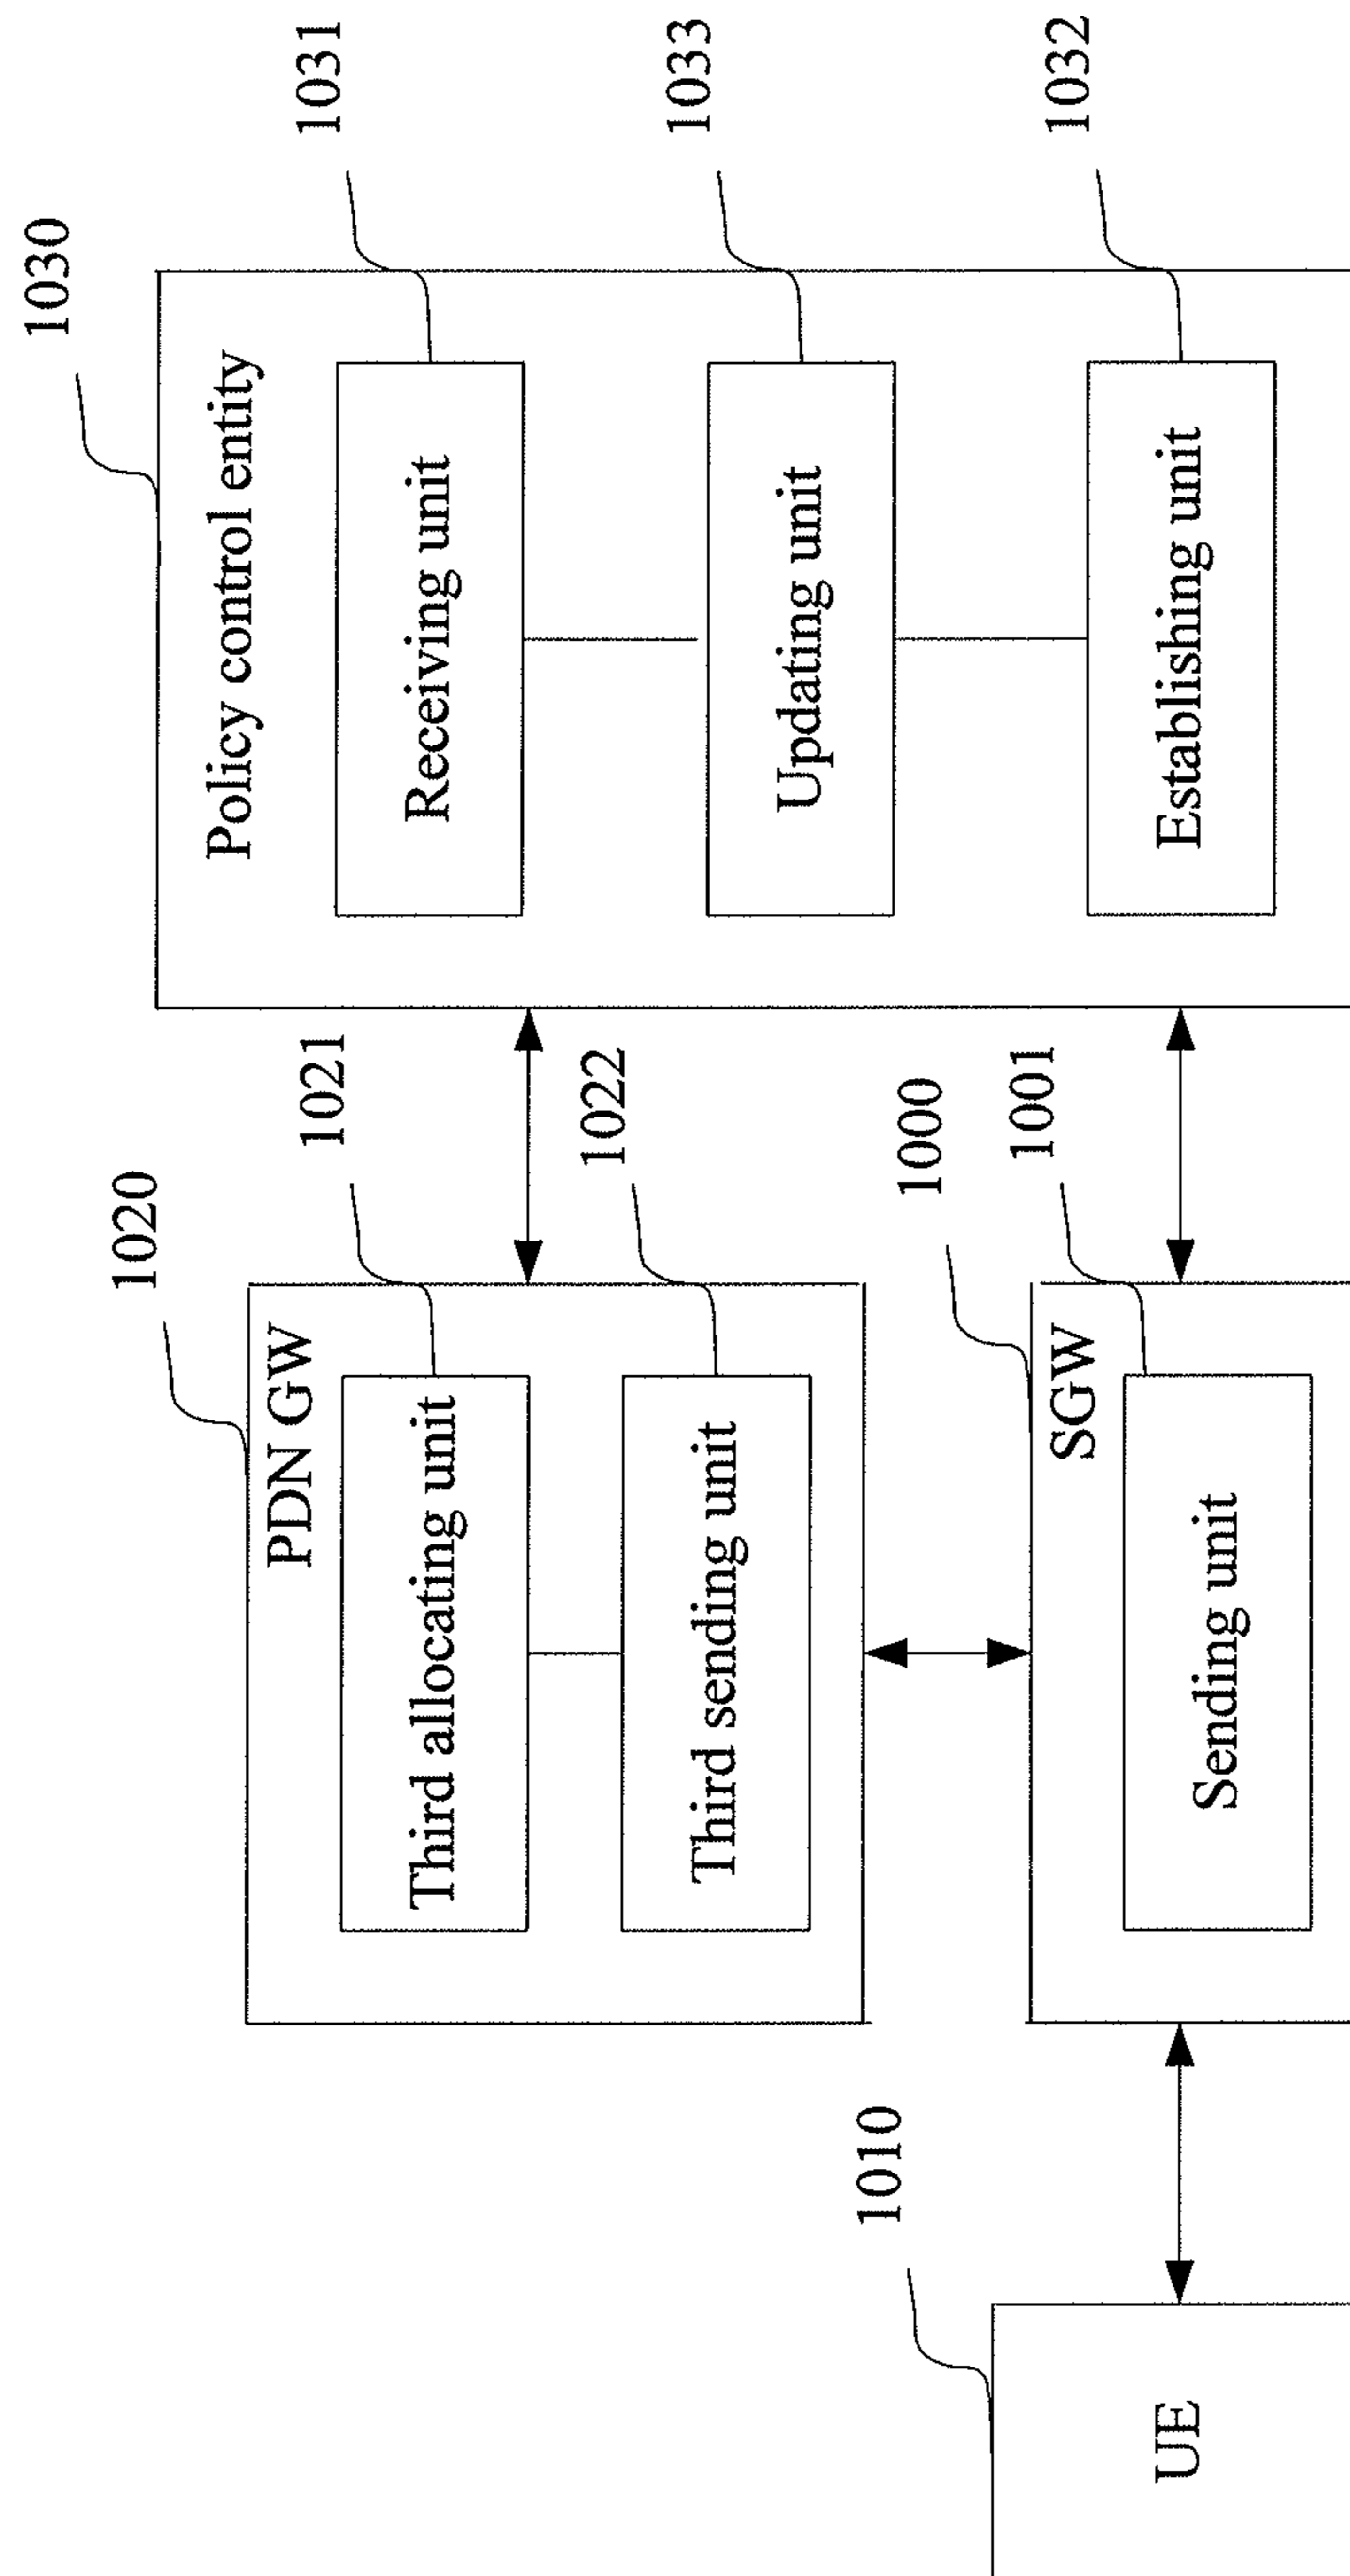 1030
Policy control entity
1031
Receiving unit
1033
Updating unit
1032
Establishing unit
1020
PDN GW
1021
Third allocating unit
1022
Third sending unit
1000
SGW
1001
Sending unit
1010
UE